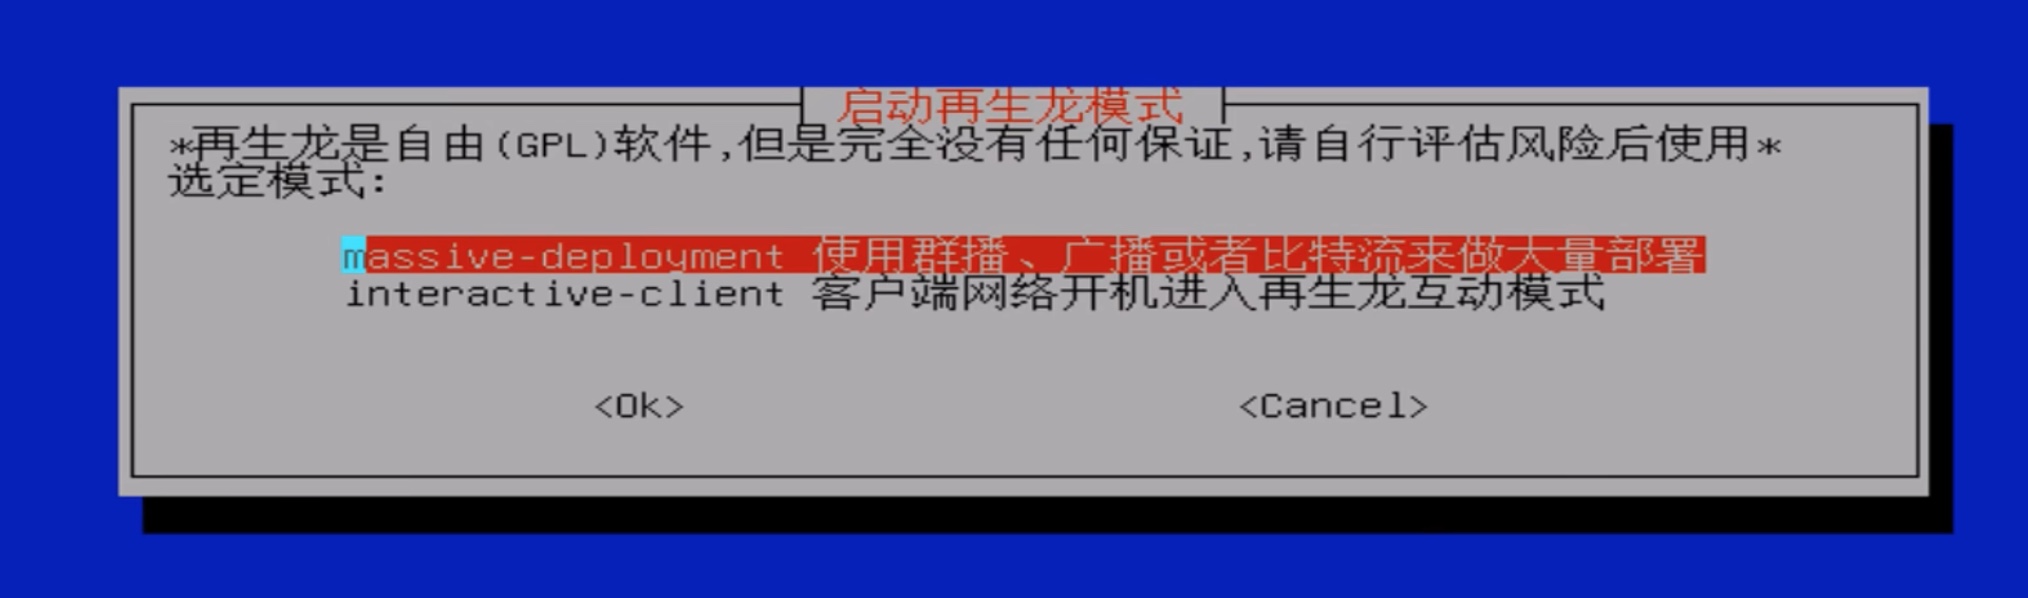 启动再生龙模式
*再生龙是自由(GPL)软件,但是完全没有任何保证,请自行评估风险后使用*
选定模式:
massive-deployment 使用群播、广播或者比特流来做大量部署
interactive-client 客户端网络开机进入再生龙互动模式
<Ok> <Cancel>